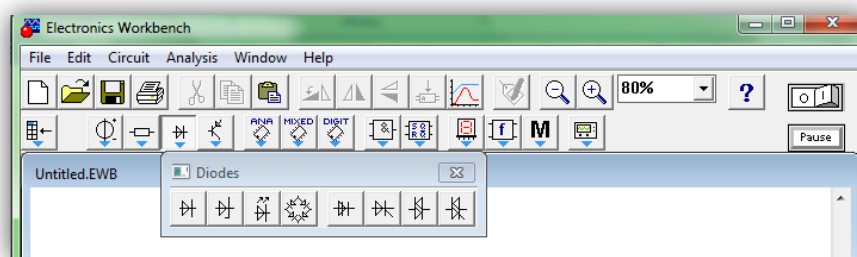 Electronics Workbench
File Edit Circuit Analysis Window Help
80% ?
ANA MIXED DIGIT & f M
Pause
Untitled.EWB
Diodes